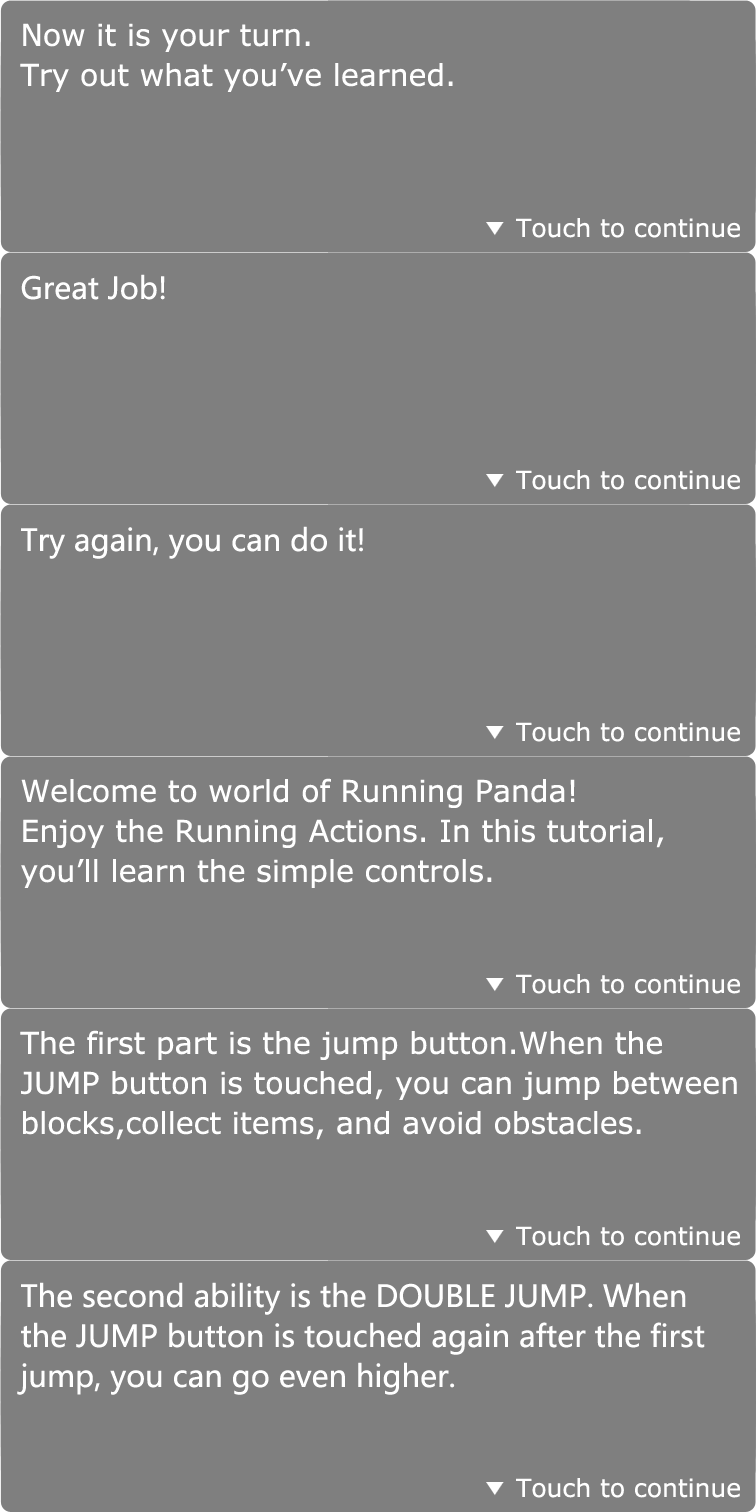 Now it is your turn.
Try out what you’ve learned.
Touch to continue
Great Job!
Touch to continue
Try again, you can do it!
Touch to continue
Welcome to world of Running Panda!
Enjoy the Running Actions. In this tutorial,
you’ll learn the simple controls.
Touch to continue
The first part is the jump button.When the
JUMP button is touched, you can jump between
blocks,collect items, and avoid obstacles.
Touch to continue
The second ability is the DOUBLE JUMP. When
the JUMP button is touched again after the first
jump, you can go even higher.
Touch to continue